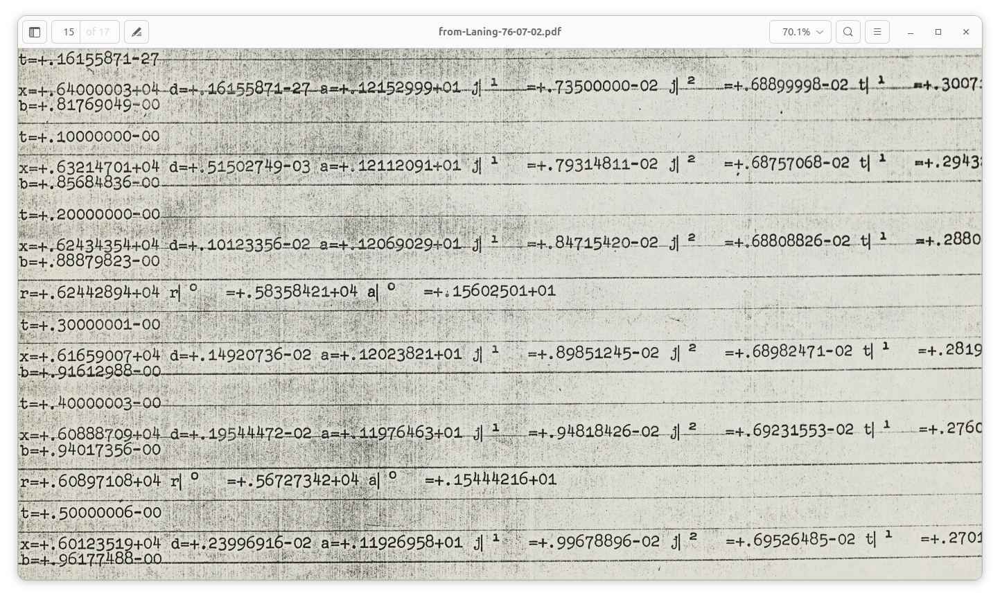 15 of 17 from-Laning-76-07-02.pdf 70.1%
t=+.16155871-27
x=+.64000003+04 d=+.16155871-27 a=+.12152999+01 j| ¹ =+.73500000-02 j| ² =+.68899998-02 t| ¹ =+.3007
b=+.81769049-00
t=+.10000000-00
x=+.63214701+04 d=+.51502749-03 a=+.12112091+01 j| ¹ =+.79314811-02 j| ² =+.68757068-02 t| ¹ =+.2943
b=+.85684836-00
t=+.20000000-00
x=+.62434354+04 d=+.10123356-02 a=+.12069029+01 j| ¹ =+.84715420-02 j| ² =+.68808826-02 t| ¹ =+.2880
b=+.88879823-00
r=+.62442894+04 r| ⁰ =+.58358421+04 a| ⁰ =+.15602501+01
t=+.30000001-00
x=+.61659007+04 d=+.14920736-02 a=+.12023821+01 j| ¹ =+.89851245-02 j| ² =+.68982471-02 t| ¹ =+.2819
b=+.91612988-00
t=+.40000003-00
x=+.60888709+04 d=+.19544472-02 a=+.11976463+01 j| ¹ =+.94818426-02 j| ² =+.69231553-02 t| ¹ =+.2760
b=+.94017356-00
r=+.60897108+04 r| ⁰ =+.56727342+04 a| ⁰ =+.15444216+01
t=+.50000006-00
x=+.60123519+04 d=+.23996916-02 a=+.11926958+01 j| ¹ =+.99678896-02 j| ² =+.69526485-02 t| ¹ =+.2701
b=+.96177488-00